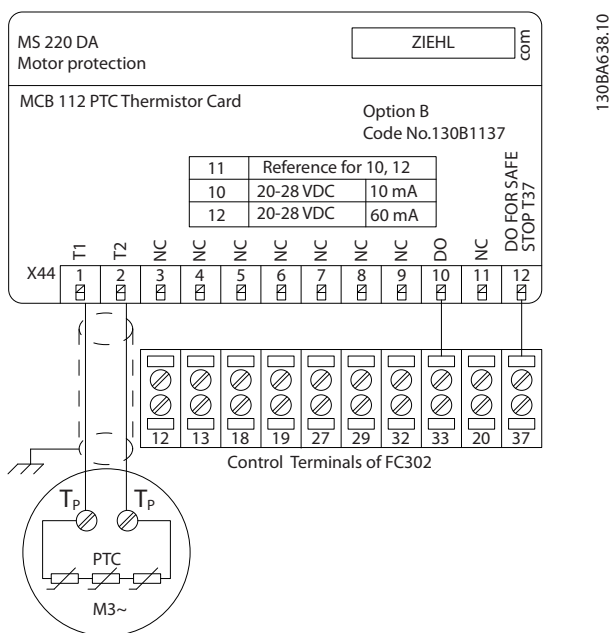 MS 220 DA
Motor protection
ZIEHL
com
130BA638.10
MCB 112 PTC Thermistor Card
Option B
Code No.130B1137
11 Reference for 10, 12
10 20-28 VDC 10 mA
12 20-28 VDC 60 mA
T1 T2 NC NC NC NC NC NC NC DO NC DO FOR SAFE
STOP T37
X44 1 2 3 4 5 6 7 8 9 10 11 12
12 13 18 19 27 29 32 33 20 37
Control Terminals of FC302
TP TP
PTC
M3~